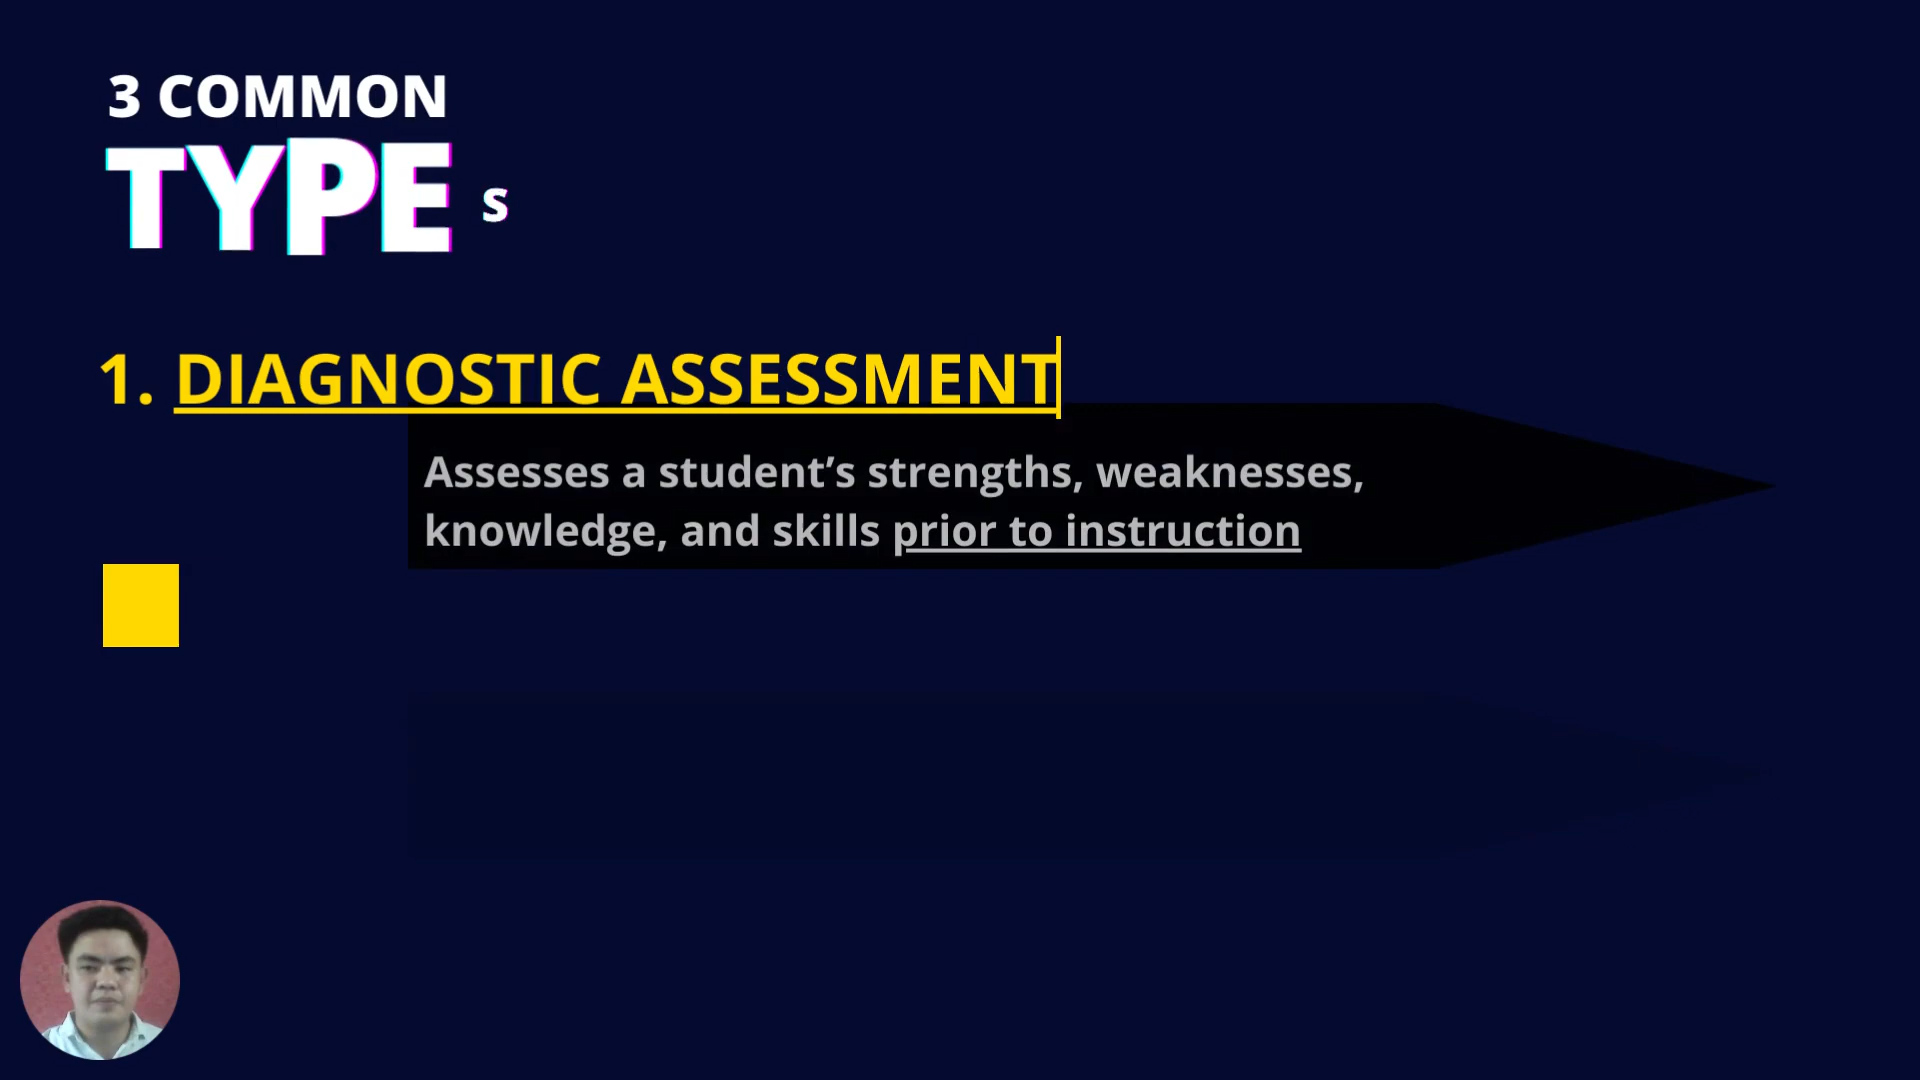 3 COMMON
TYPE s
1. DIAGNOSTIC ASSESSMENT
Assesses a student’s strengths, weaknesses,
knowledge, and skills prior to instruction